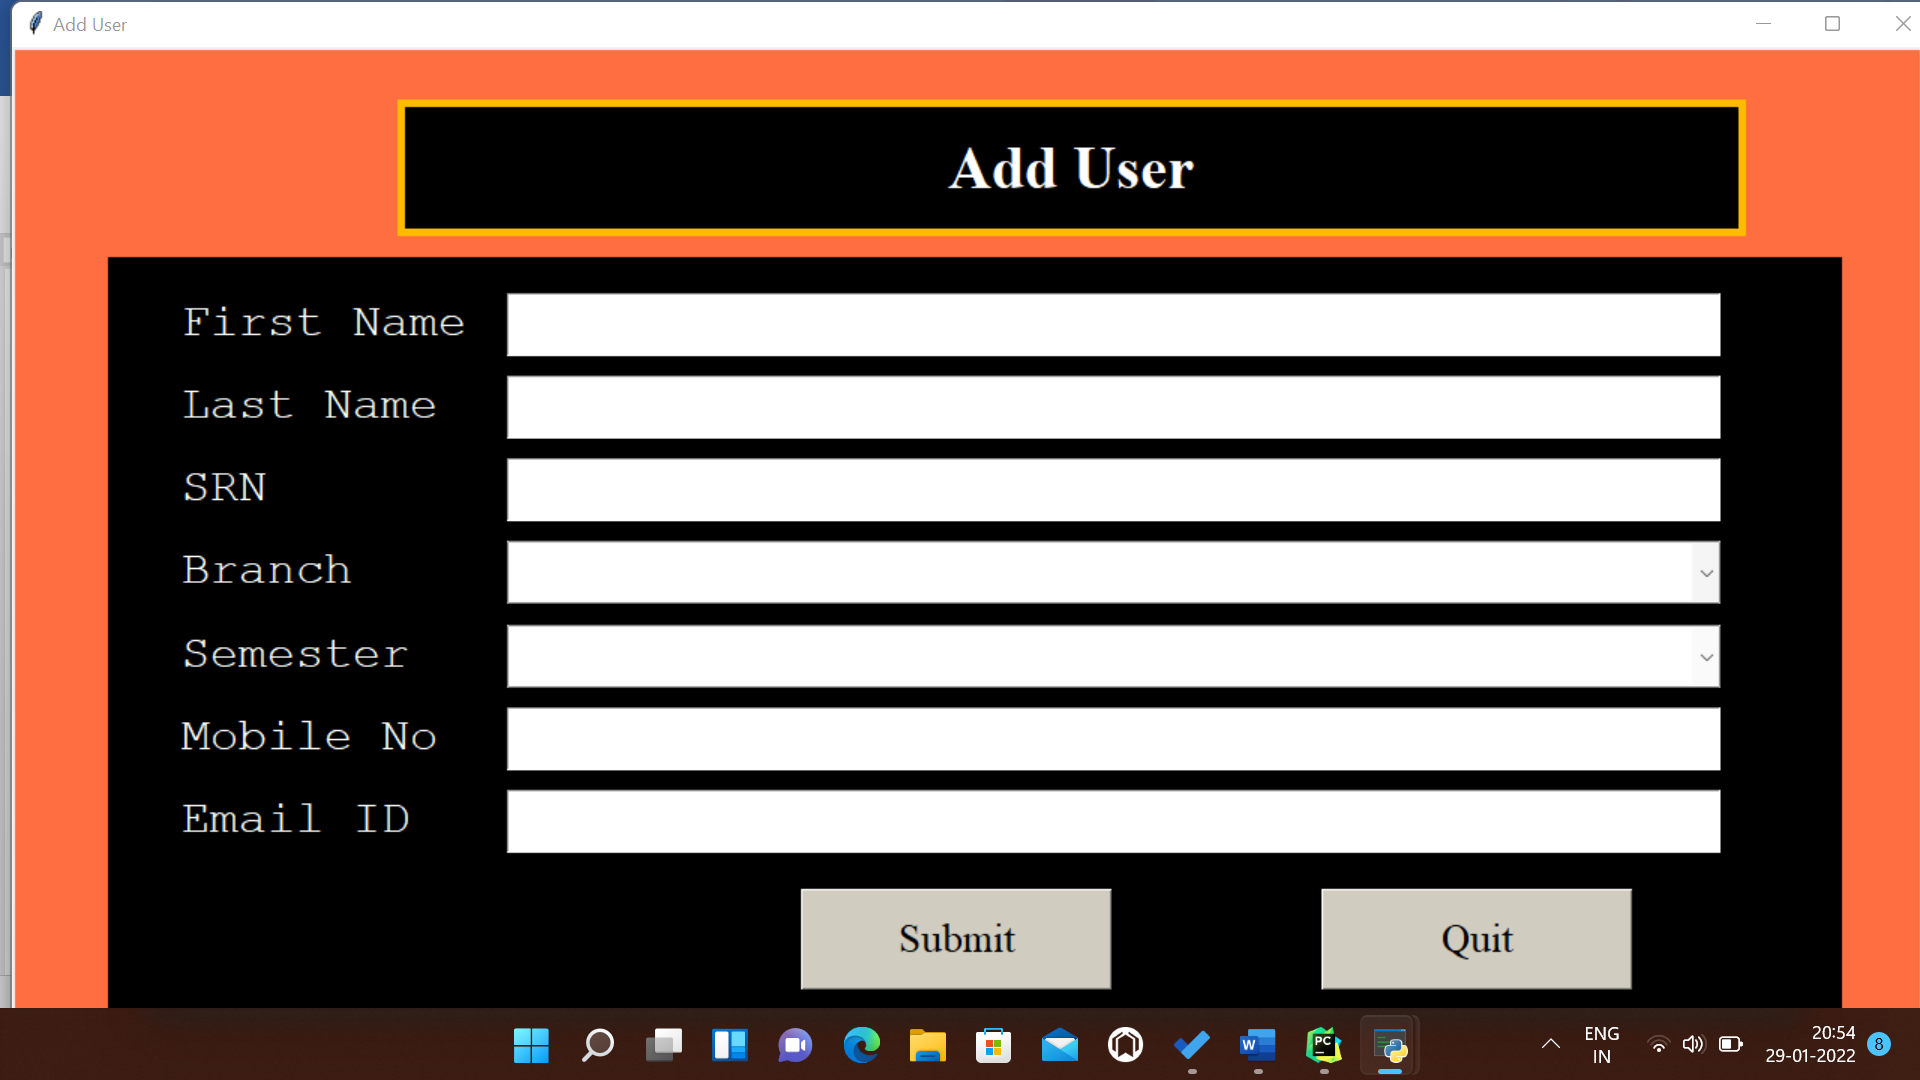 Add User
Add User
First Name
Last Name
SRN
Branch
Semester
Mobile No
Email ID
Submit Quit
W PC
ENG
IN
20:54
29-01-2022
8